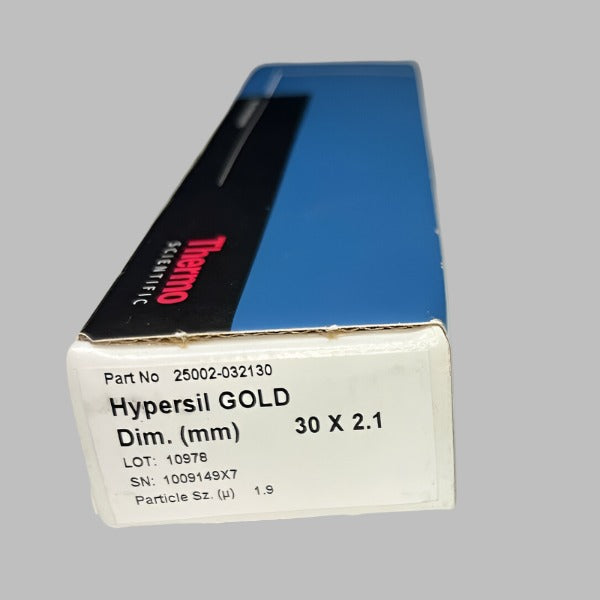 Thermo
SCIENTIFIC
Part No 25002-032130
Hypersil GOLD
Dim. (mm) 30 X 2.1
LOT: 10978
SN: 1009149X7
Particle Sz. (µ) 1.9